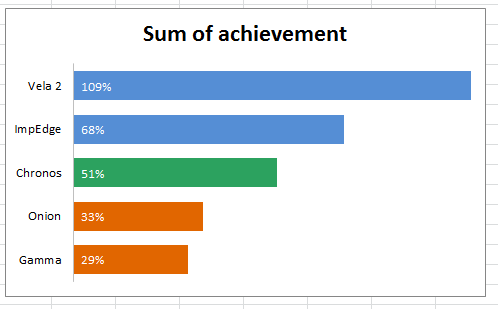 Sum of achievement
Vela 2 109%
ImpEdge 68%
Chronos 51%
Onion 33%
Gamma 29%